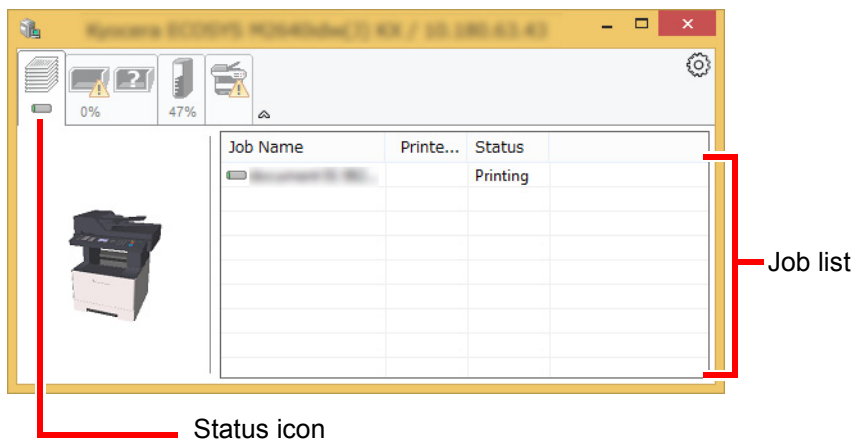 0%
47%
Job Name Printe... Status
Printing
Job list
Status icon